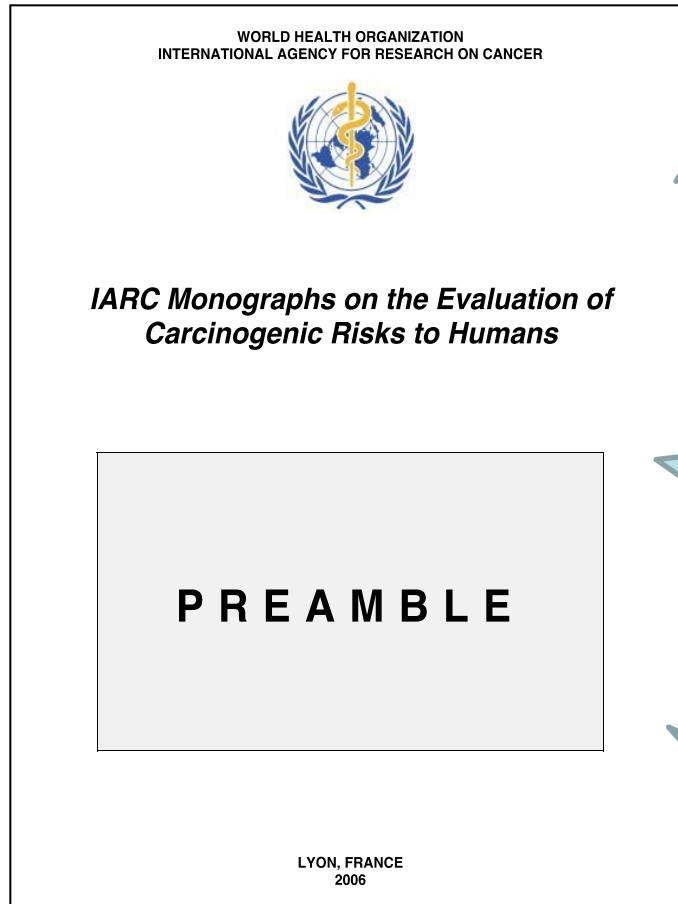 WORLD HEALTH ORGANIZATION
INTERNATIONAL AGENCY FOR RESEARCH ON CANCER
IARC Monographs on the Evaluation of
Carcinogenic Risks to Humans
PREAMBLE
LYON, FRANCE
2006